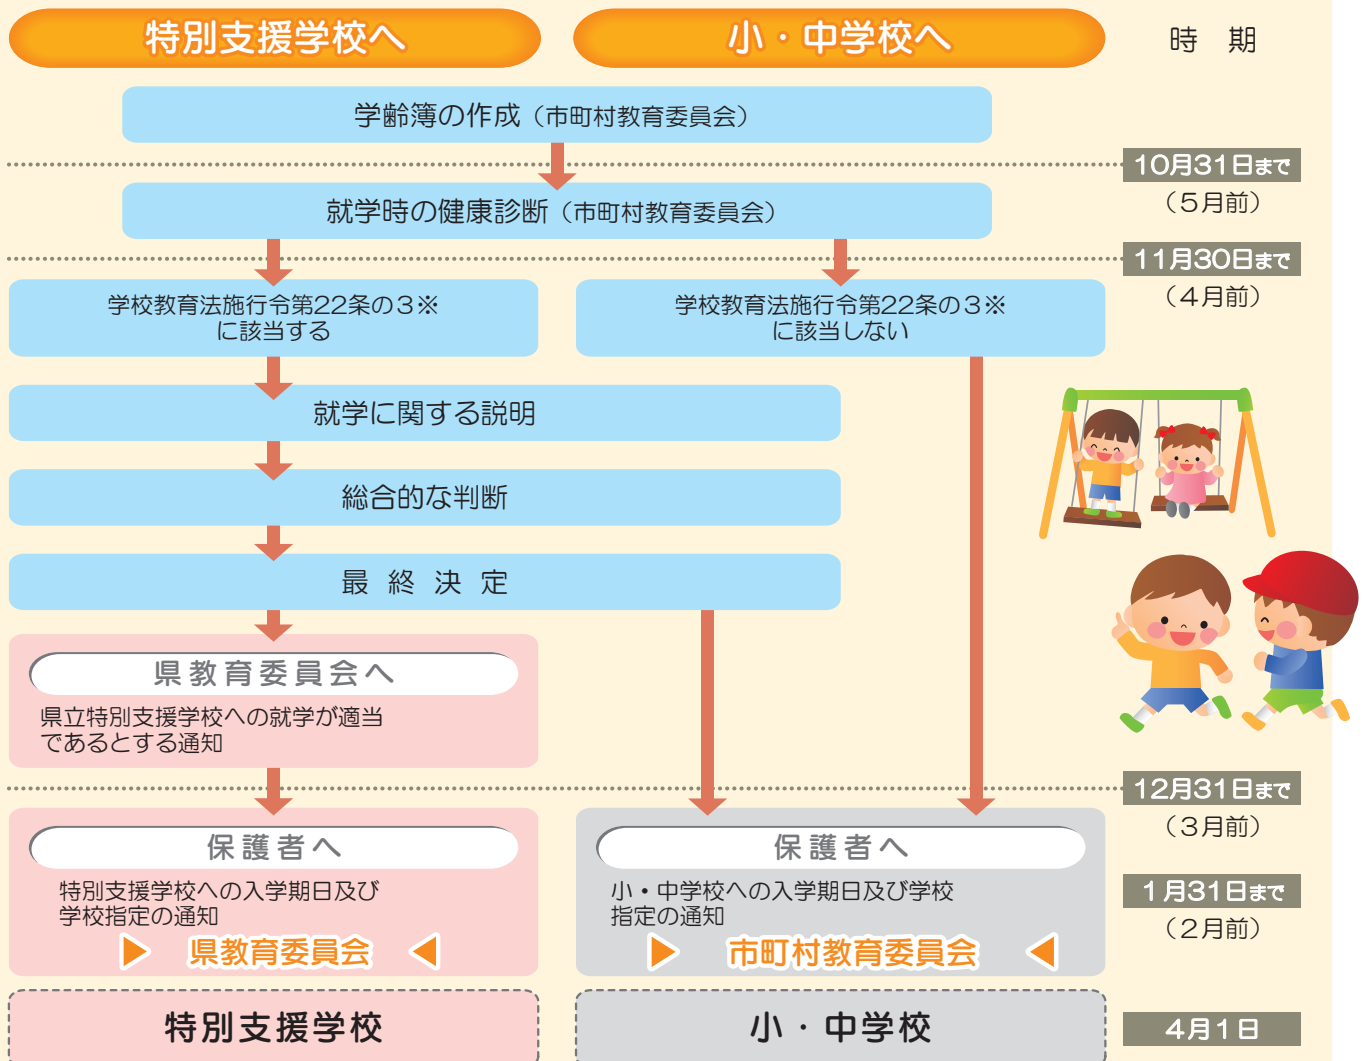 特別支援学校へ
小・中学校へ
時　期
学齢簿の作成（市町村教育委員会）
10月31日まで
（5月前）
就学時の健康診断（市町村教育委員会）
11月30日まで
（4月前）
学校教育法施行令第22条の3※
に該当する
学校教育法施行令第22条の3※
に該当しない
就学に関する説明
総合的な判断
最　終　決　定
県教育委員会へ
県立特別支援学校への就学が適当
であるとする通知
12月31日まで
（3月前）
保護者へ
特別支援学校への入学期日及び
学校指定の通知
県教育委員会
保護者へ
小・中学校への入学期日及び学校
指定の通知
市町村教育委員会
1月31日まで
（2月前）
特別支援学校
小・中学校
4月1日